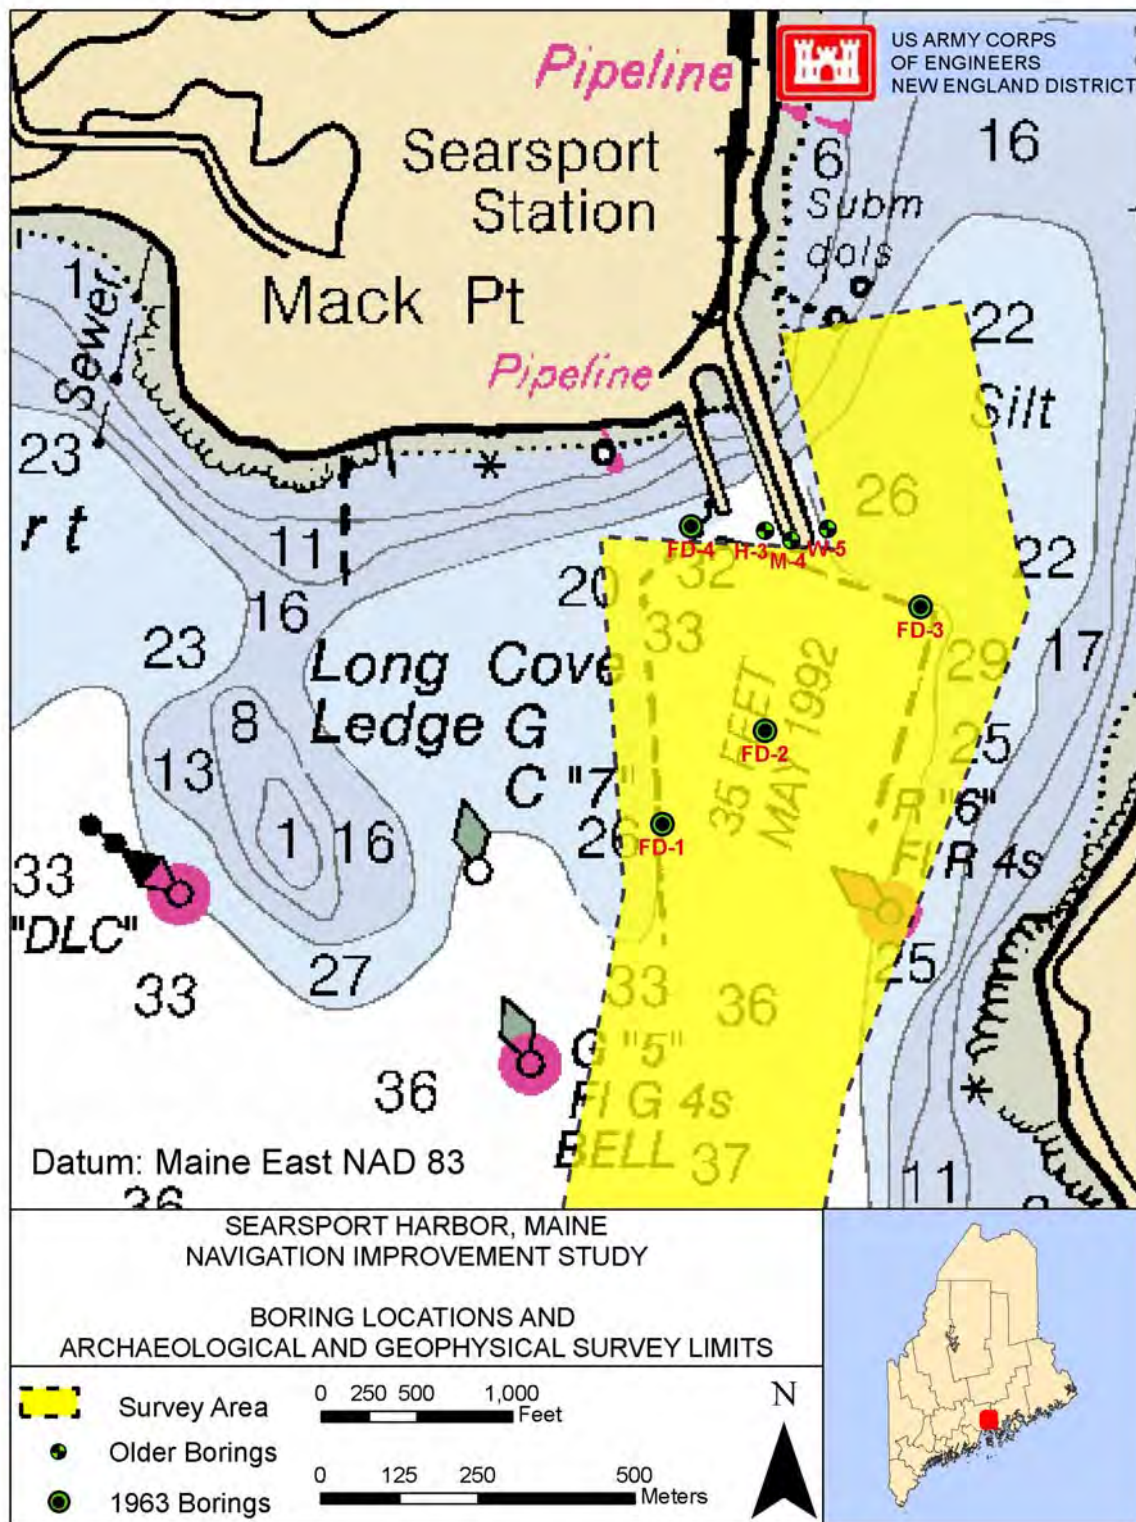 US ARMY CORPS
OF ENGINEERS
NEW ENGLAND DISTRICT
Pipeline
Searsport
Station
16
6
Subm
dols
1
Sewer
Mack Pt
22
Pipeline
Silt
23
26
r t
11
FD-4
H-3
M-4
W-5
32
22
20
16
33
FD-3
23
Long Cove
29
17
Ledge G
8
35 FEET
MAY 1992
FD-2
25
13
C "7"
R "6"
1
16
26
FD-1
33
R 4s
"DLC"
25
27
33
33
36
G "5"
36
Fl G 4s
BELL
37
Datum: Maine East NAD 83
11
36
SEARSPORT HARBOR, MAINE
NAVIGATION IMPROVEMENT STUDY
BORING LOCATIONS AND
ARCHAEOLOGICAL AND GEOPHYSICAL SURVEY LIMITS
Survey Area
Older Borings
1963 Borings
0 250 500 1,000
Feet
0 125 250 500
Meters
N